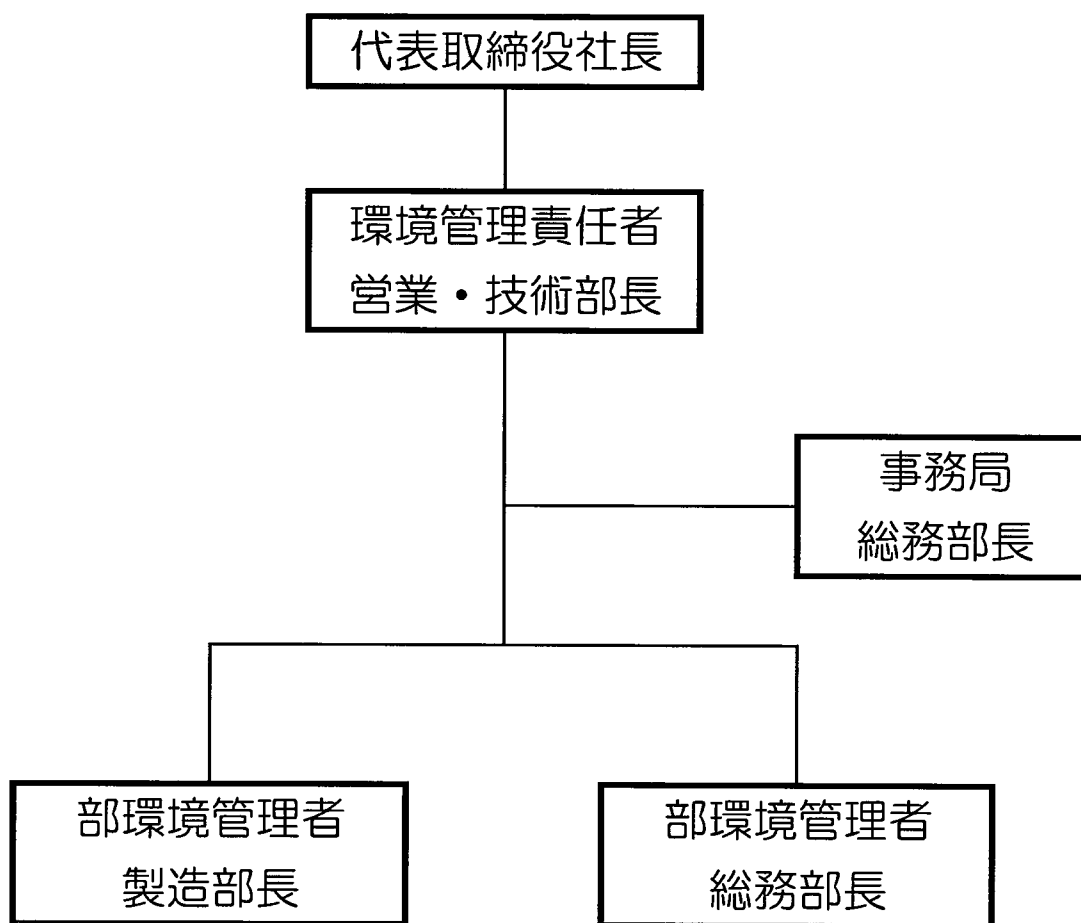 代表取締役社長
環境管理責任者
営業・技術部長
事務局
総務部長
部環境管理者
製造部長
部環境管理者
総務部長